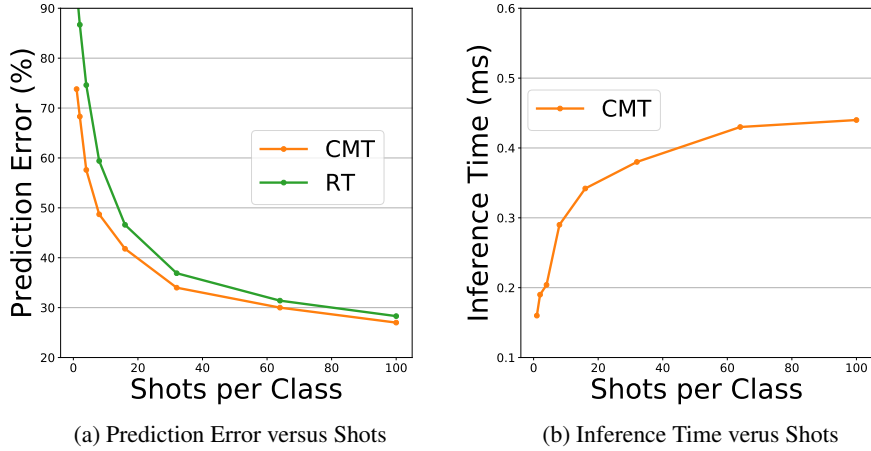 90
80
70
60
50
40
30
20
Prediction Error (%)
CMT
RT
0 20 40 60 80 100
Shots per Class
(a) Prediction Error versus Shots
0.6
0.5
0.4
0.3
0.2
0.1
Inference Time (ms)
CMT
0 20 40 60 80 100
Shots per Class
(b) Inference Time verus Shots